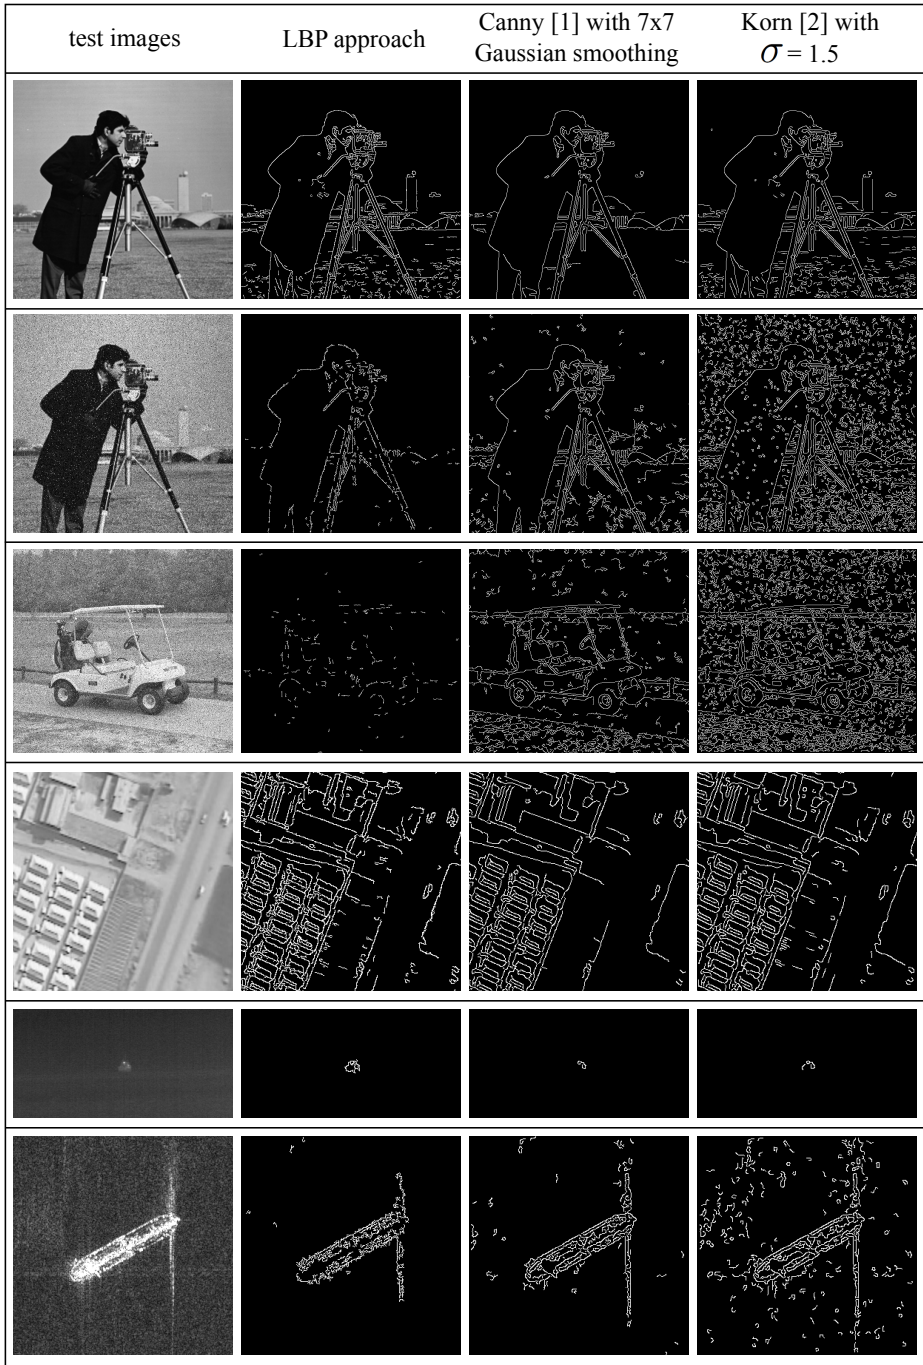 test images
LBP approach
Canny [1] with 7x7
Gaussian smoothing
Korn [2] with
σ = 1.5